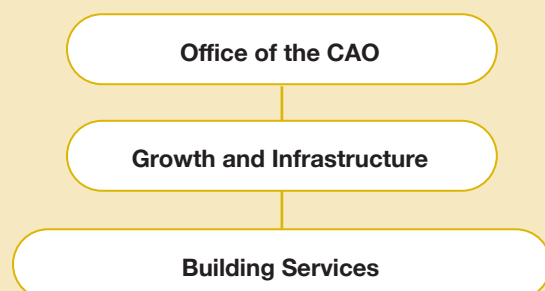 Office of the CAO
Growth and Infrastructure
Building Services